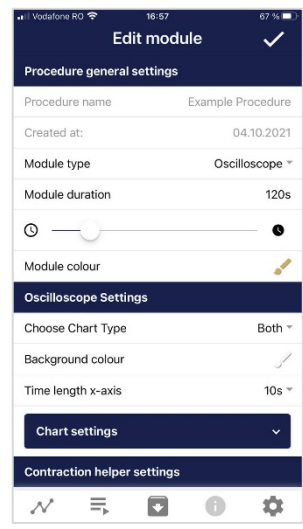 Vodafone RO 16:57 67 %
Edit module
Procedure general settings
Procedure name Example Procedure
Created at: 04.10.2021
Module type Oscilloscope
Module duration 120s
Module colour
Oscilloscope Settings
Choose Chart Type Both
Background colour
Time length x-axis 10s
Chart settings
Contraction helper settings